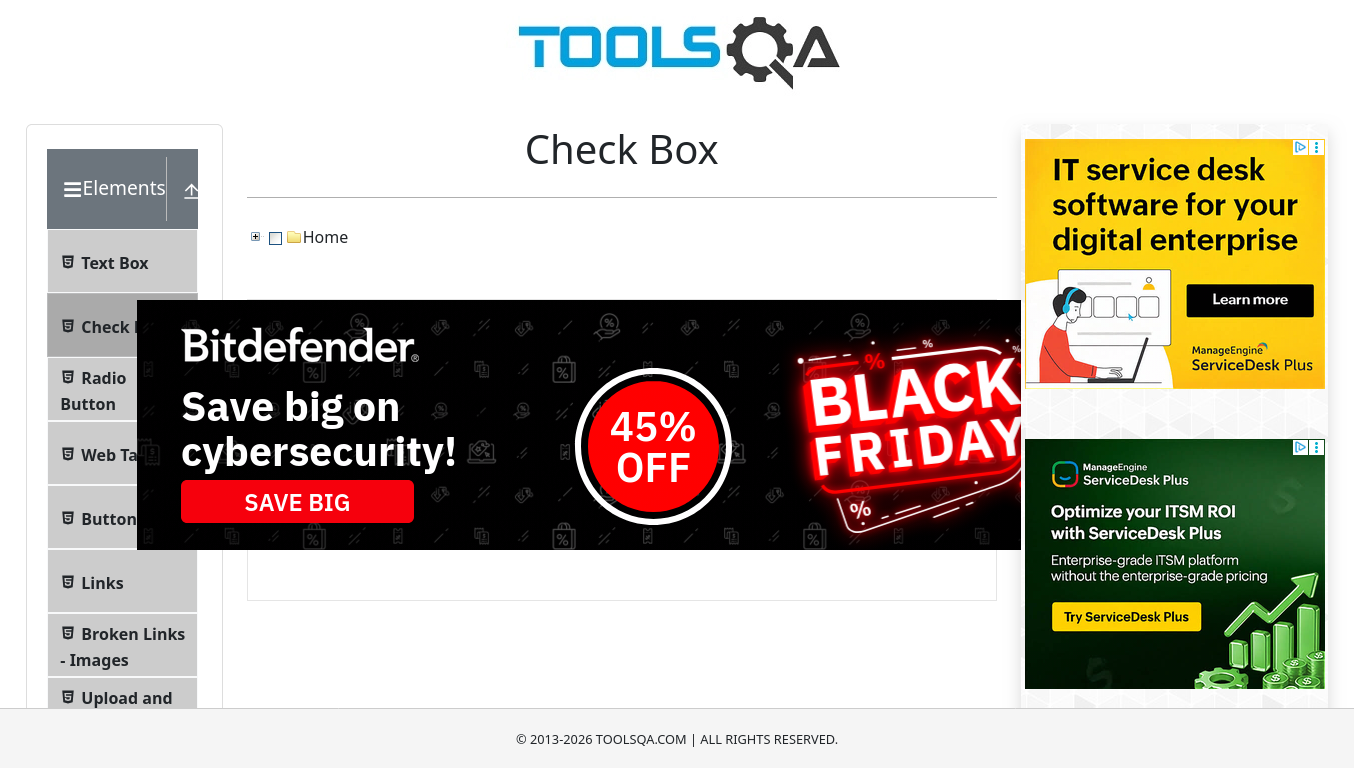 TOOLSQA
Elements
Text Box
Check
Radio
Button
Web Ta
Button
Links
Broken Links
- Images
Upload and
Check Box
Home
Bitdefender®
Save big on
cybersecurity!
SAVE BIG
45%
OFF
%
%
%
BLACK
FRIDAY
%
IT service desk
software for your
digital enterprise
Learn more
ManageEngine
ServiceDesk Plus
ManageEngine
ServiceDesk Plus
Optimize your ITSM ROI
with ServiceDesk Plus
Enterprise-grade ITSM platform
without the enterprise-grade pricing
Try ServiceDesk Plus
© 2013-2026 TOOLSQA.COM | ALL RIGHTS RESERVED.